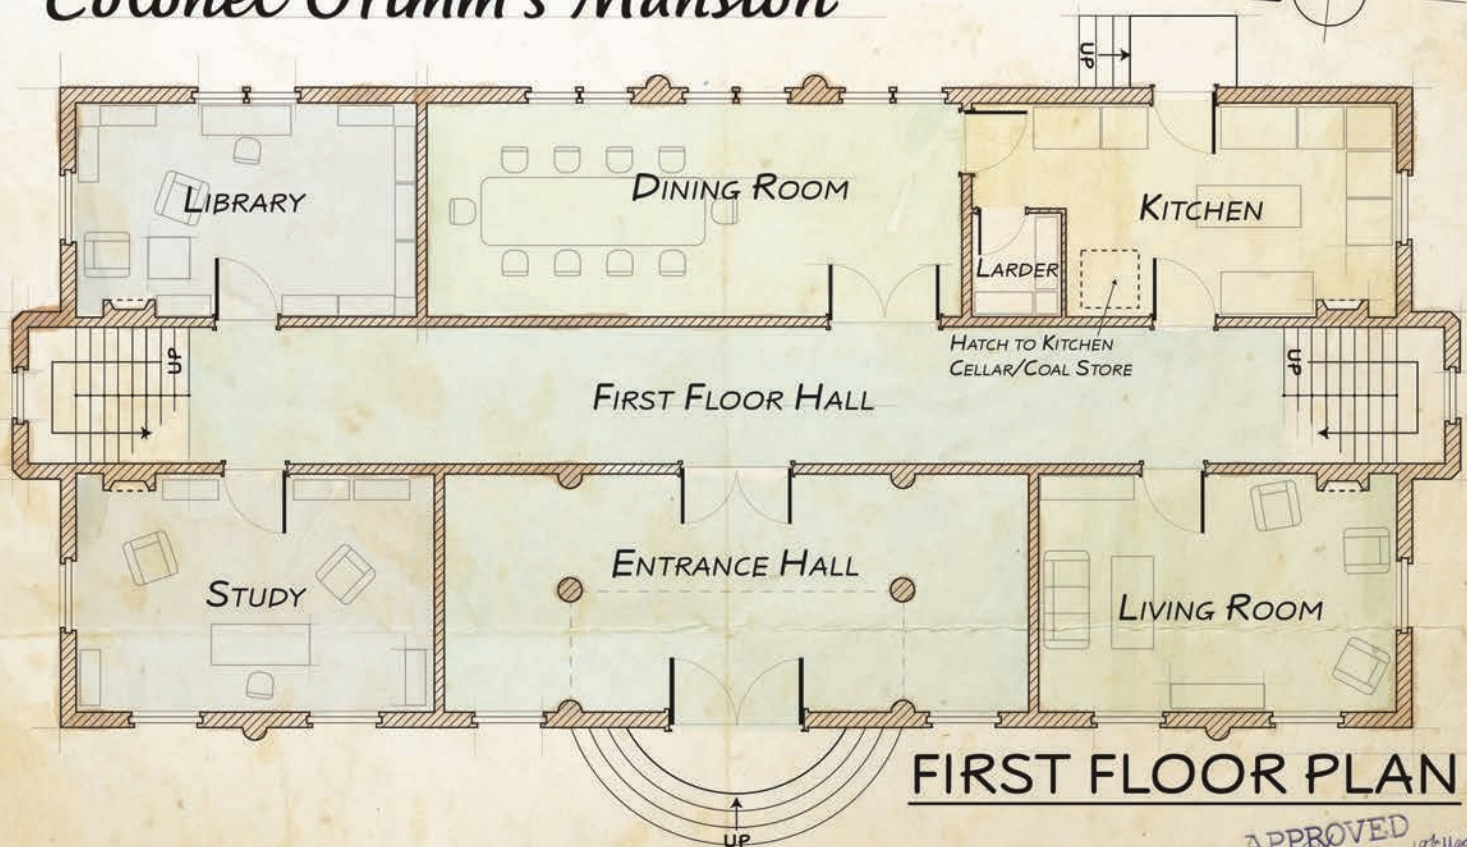 Colonel Grimm's Mansion
UP
LIBRARY
DINING ROOM
KITCHEN
LARDER
UP
HATCH TO KITCHEN
CELLAR/COAL STORE
UP
FIRST FLOOR HALL
STUDY
ENTRANCE HALL
LIVING ROOM
FIRST FLOOR PLAN
UP
APPROVED